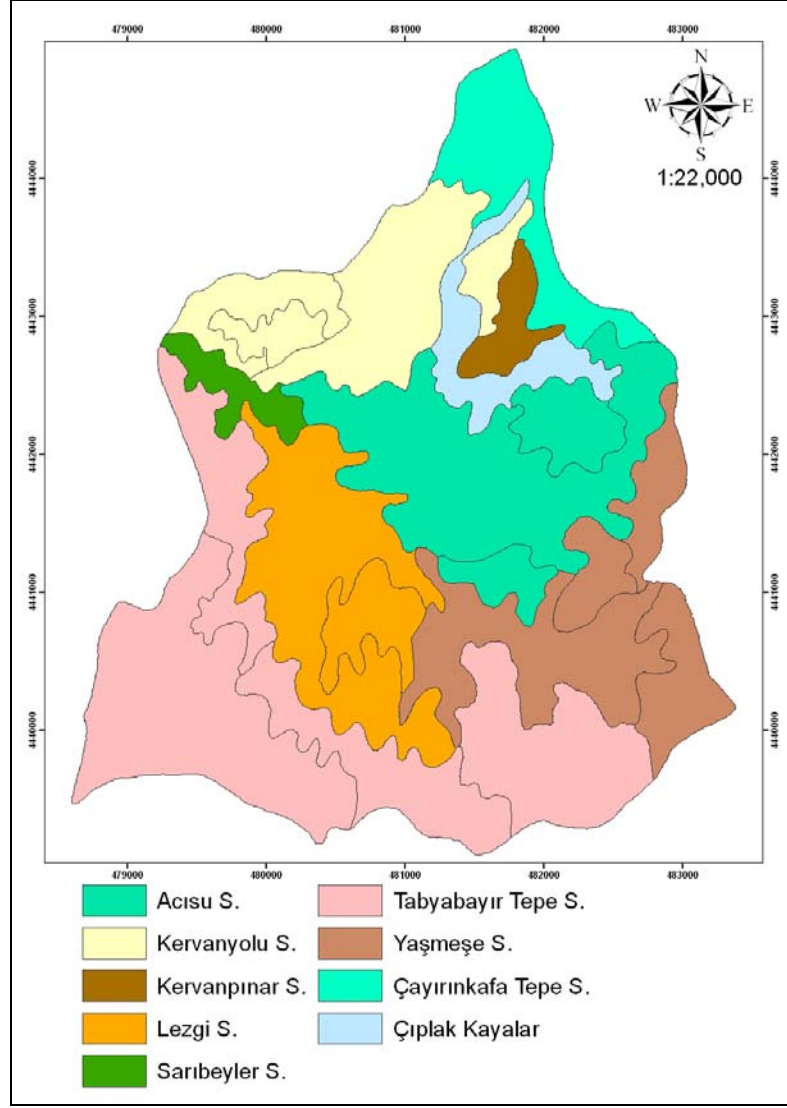 479000 480000 481000 482000 483000
N
W E
S
1:22,000
4444000 4444000
4443000 4443000
4442000 4442000
4441000 4441000
4440000 4440000
479000 480000 481000 482000 483000
Acısu S. Tabyabayır Tepe S.
Kervanyolu S. Yaşmeşe S.
Kervanpınar S. Çayırınkafa Tepe S.
Lezgi S. Çıplak Kayalar
Sarıbeyler S.